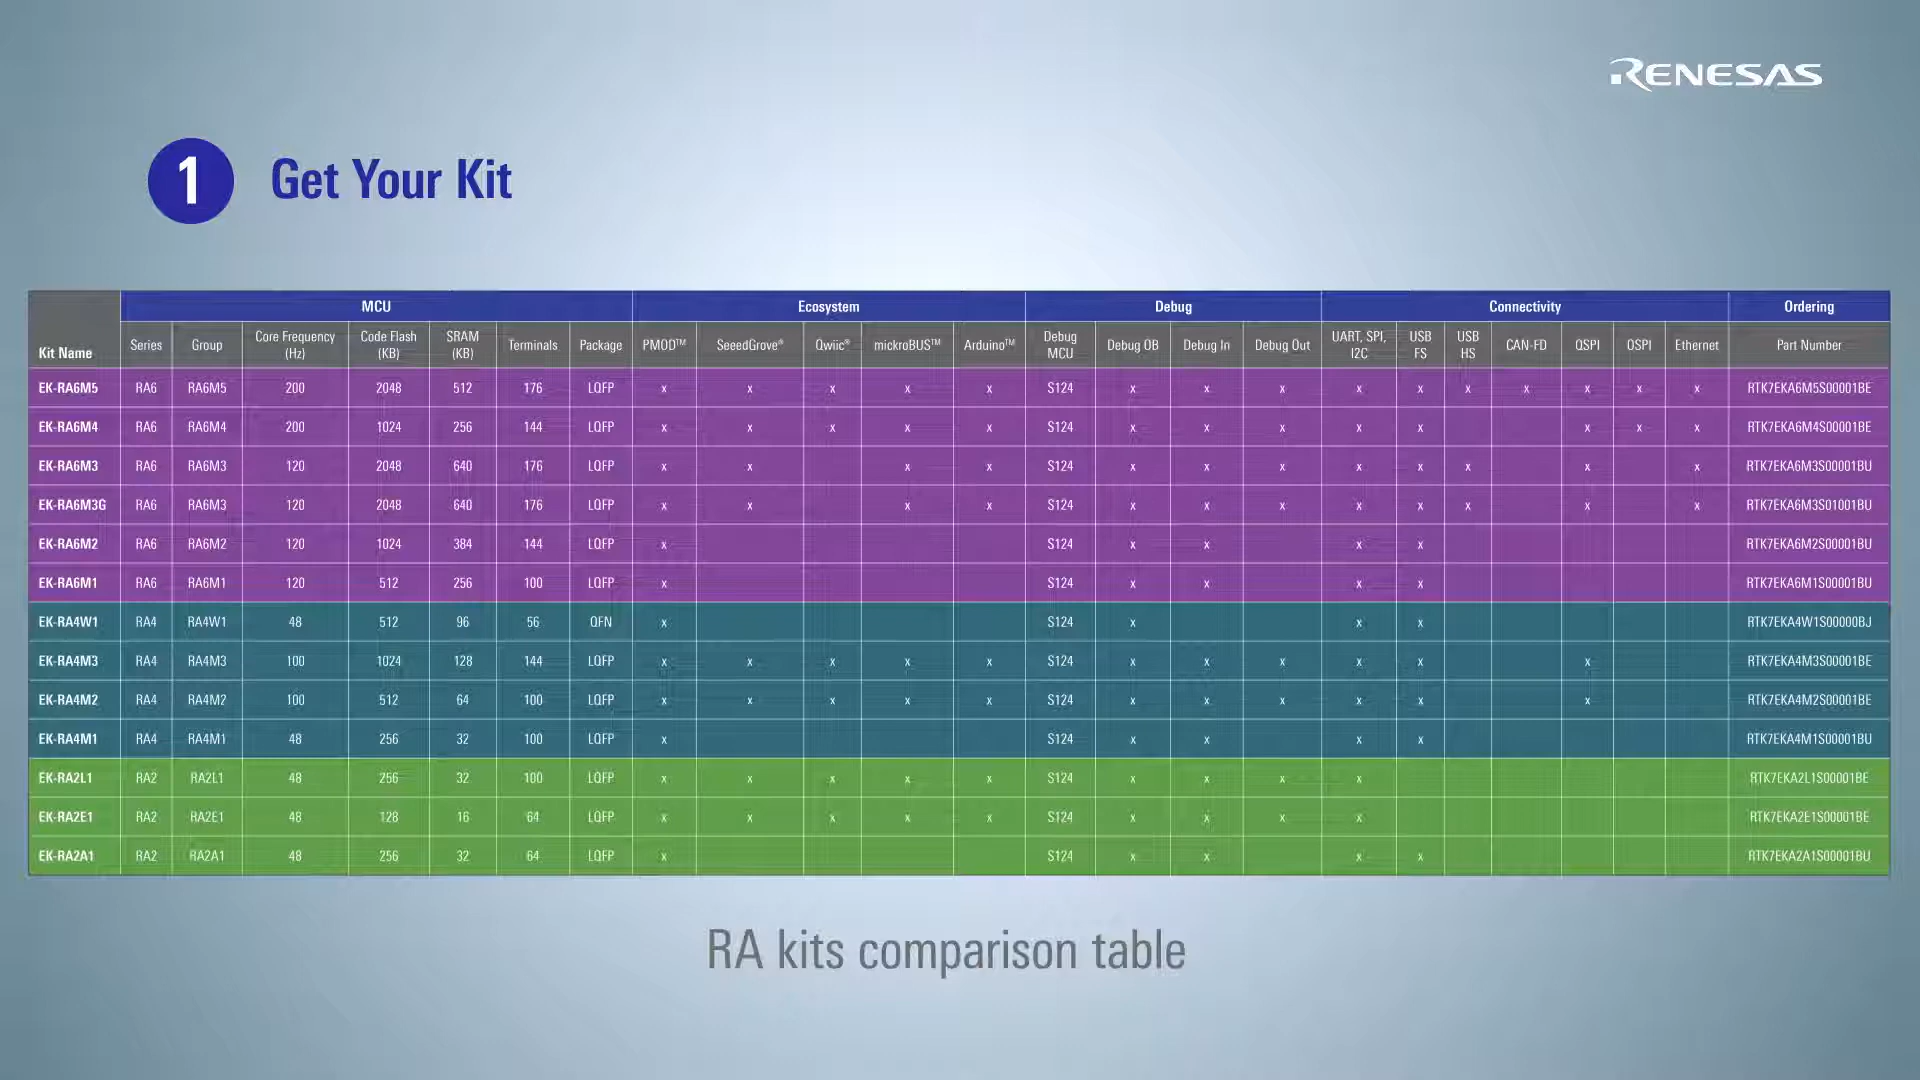 RENESAS
1 Get Your Kit
MCU Ecosystem Debug Connectivity Ordering
Kit Name Series Group Core Frequency (Hz) Code Flash (KB) SRAM (KB) Terminals Package PMOD™ SeeedGrove® Qwiic® mickroBUS™ Arduino™ Debug MCU Debug OB Debug In Debug Out UART, SPI, I2C USB FS USB HS CAN-FD QSPI OSPI Ethernet Part Number
EK-RA6M5 RA6 RA6M5 200 2048 512 176 LQFP x x x x x S124 x x x x x x x x x x RTK7EKA6M5S00001BE
EK-RA6M4 RA6 RA6M4 200 1024 256 144 LQFP x x x x x S124 x x x x x x x x RTK7EKA6M4S00001BE
EK-RA6M3 RA6 RA6M3 120 2048 640 176 LQFP x x x x S124 x x x x x x x x RTK7EKA6M3S00001BU
EK-RA6M3G RA6 RA6M3 120 2048 640 176 LQFP x x x x S124 x x x x x x x x RTK7EKA6M3S01001BU
EK-RA6M2 RA6 RA6M2 120 1024 384 144 LQFP x S124 x x x x RTK7EKA6M2S00001BU
EK-RA6M1 RA6 RA6M1 120 512 256 100 LQFP x S124 x x x x RTK7EKA6M1S00001BU
EK-RA4W1 RA4 RA4W1 48 512 96 56 QFN x S124 x x x RTK7EKA4W1S00000BJ
EK-RA4M3 RA4 RA4M3 100 1024 128 144 LQFP x x x x x S124 x x x x x x RTK7EKA4M3S00001BE
EK-RA4M2 RA4 RA4M2 100 512 64 100 LQFP x x x x x S124 x x x x x x RTK7EKA4M2S00001BE
EK-RA4M1 RA4 RA4M1 48 256 32 100 LQFP x S124 x x x x RTK7EKA4M1S00001BU
EK-RA2L1 RA2 RA2L1 48 256 32 100 LQFP x x x x x S124 x x x x RTK7EKA2L1S00001BE
EK-RA2E1 RA2 RA2E1 48 128 16 64 LQFP x x x x x S124 x x x x RTK7EKA2E1S00001BE
EK-RA2A1 RA2 RA2A1 48 256 32 64 LQFP x S124 x x x x RTK7EKA2A1S00001BU
RA kits comparison table